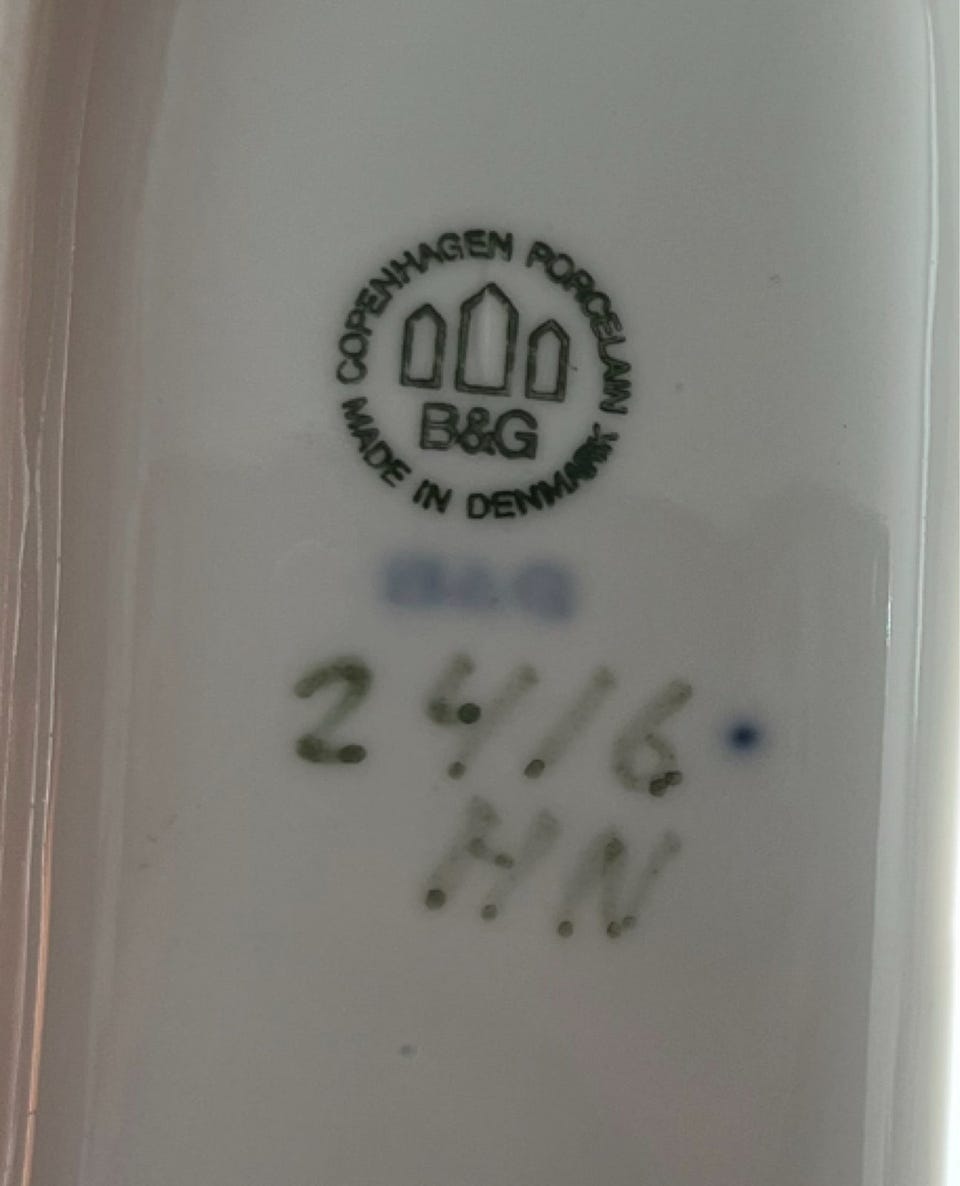 COPENHAGEN PORCELAIN
B&G
MADE IN DENMARK
B&G
2416
HN